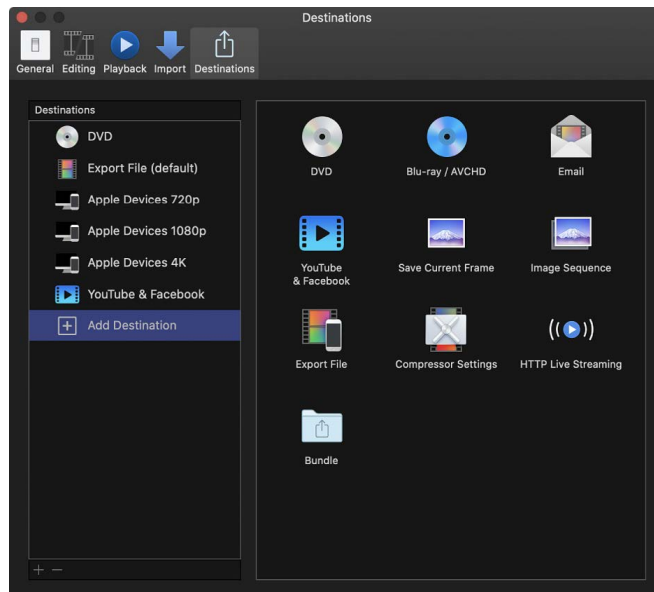 Destinations
General Editing Playback Import Destinations
Destinations
DVD
Export File (default)
Apple Devices 720p
Apple Devices 1080p
Apple Devices 4K
YouTube & Facebook
Add Destination
DVD
Blu-ray / AVCHD
Email
YouTube
& Facebook
Save Current Frame
Image Sequence
Export File
Compressor Settings
HTTP Live Streaming
Bundle